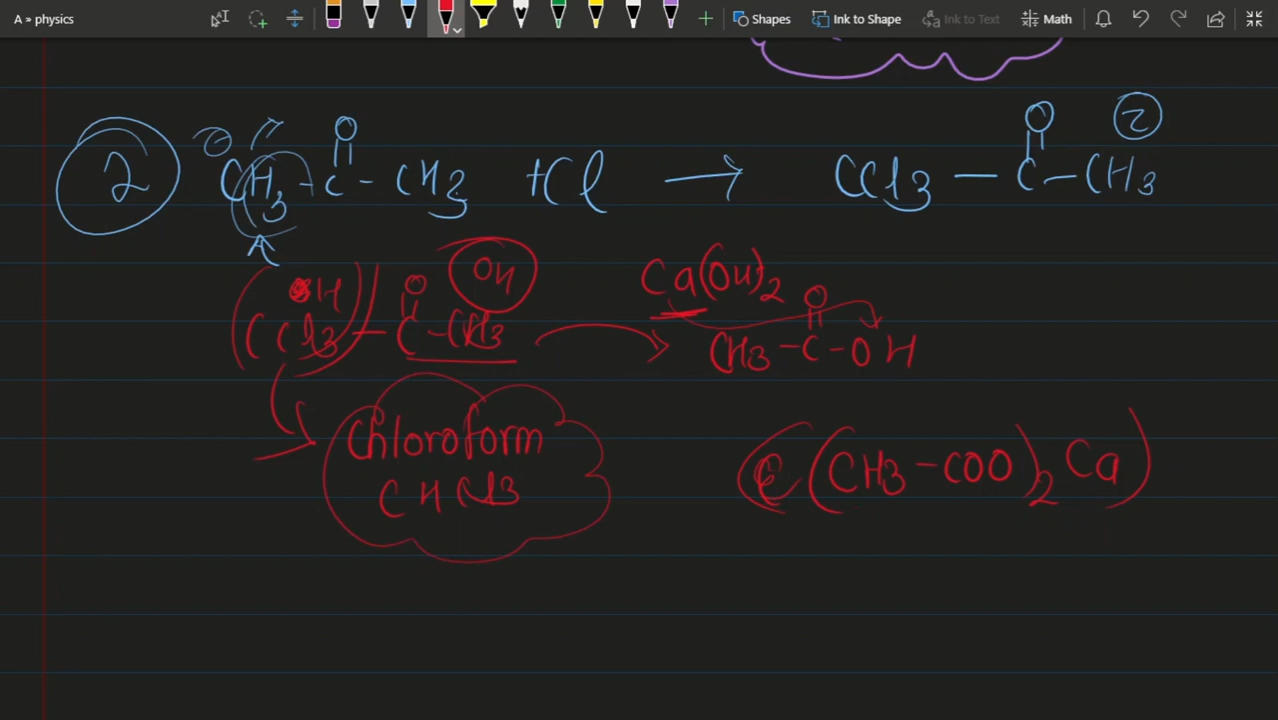 A » physics
Shapes Ink to Shape Ink to Text Math
O O 2
2 CH3 - C - CH3 + Cl → CCl3 - C - CH3
A
H O OH Ca(OH)2
CCl3 - C - CH3 → O
CH3 - C - OH
Chloroform
CHCl3
(CH3 - COO)2 Ca